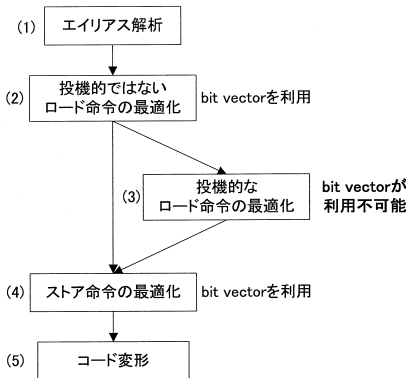 (1) エイリアス解析
(2) 投機的ではない
ロード命令の最適化 bit vectorを利用
(3) 投機的な
ロード命令の最適化
bit vectorが
利用不可能
(4) ストア命令の最適化 bit vectorを利用
(5) コード変形